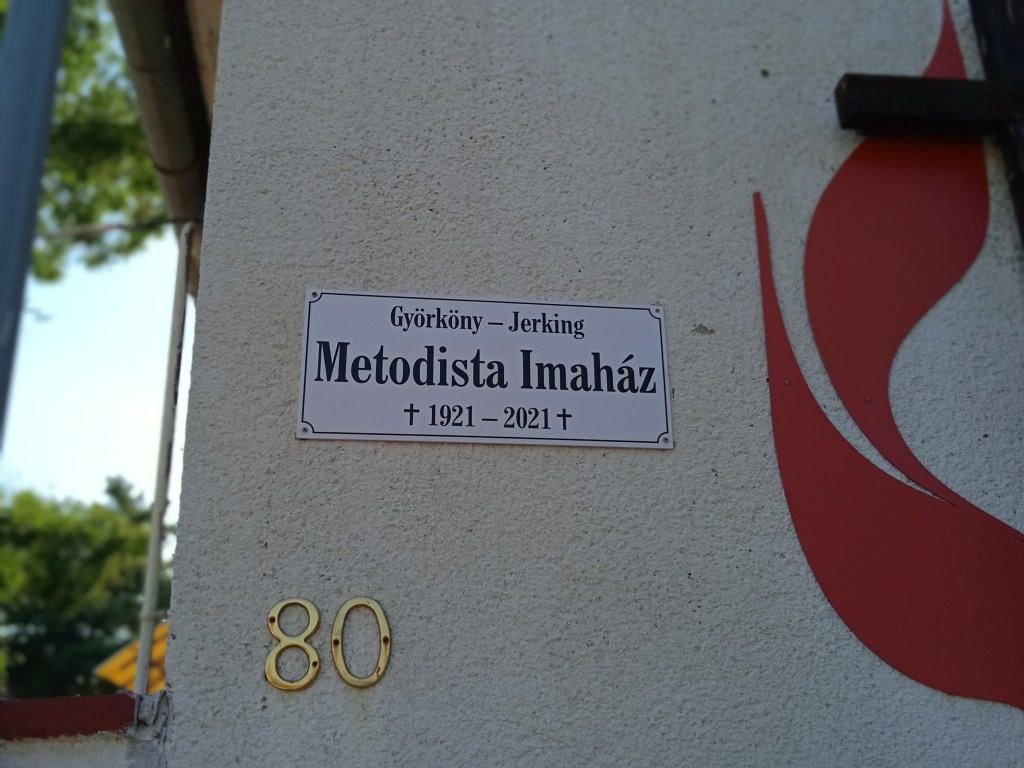 Györköny – Jerking
Metodista Imaház
✝ 1921 – 2021 ✝
80